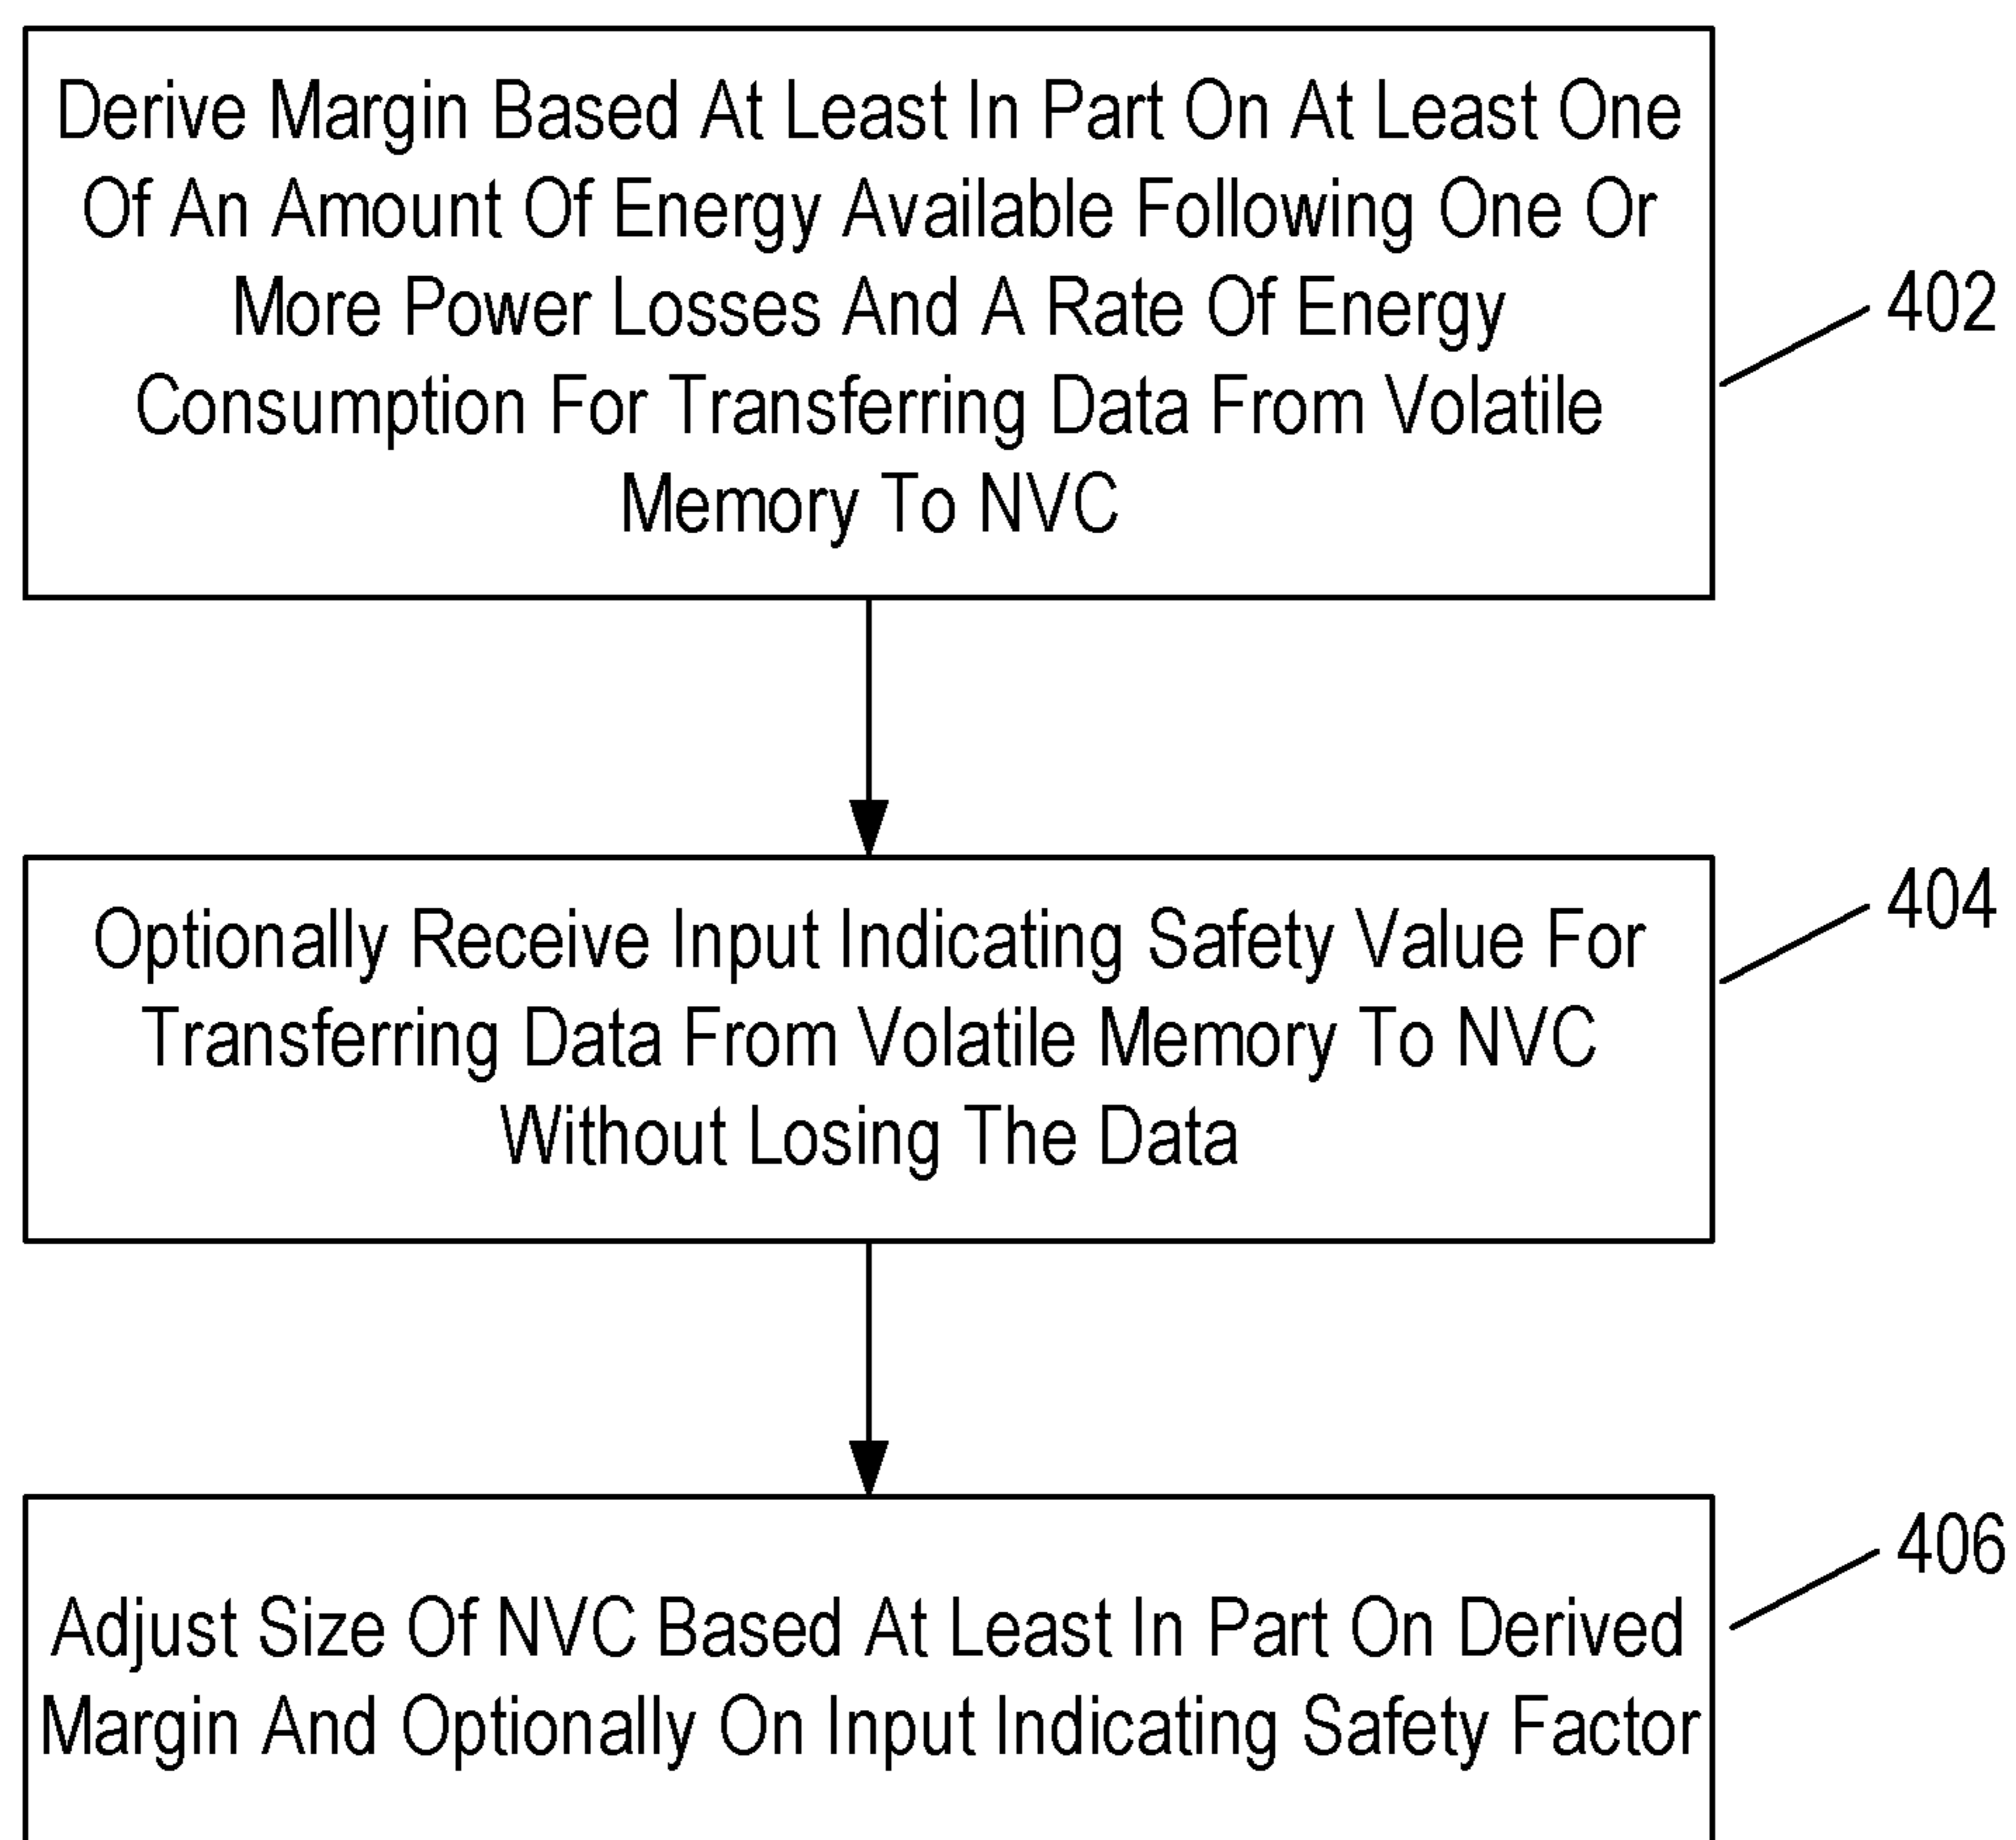 Derive Margin Based At Least In Part On At Least One
Of An Amount Of Energy Available Following One Or
More Power Losses And A Rate Of Energy
Consumption For Transferring Data From Volatile
Memory To NVC
402
Optionally Receive Input Indicating Safety Value For
Transferring Data From Volatile Memory To NVC
Without Losing The Data
404
Adjust Size Of NVC Based At Least In Part On Derived
Margin And Optionally On Input Indicating Safety Factor
406